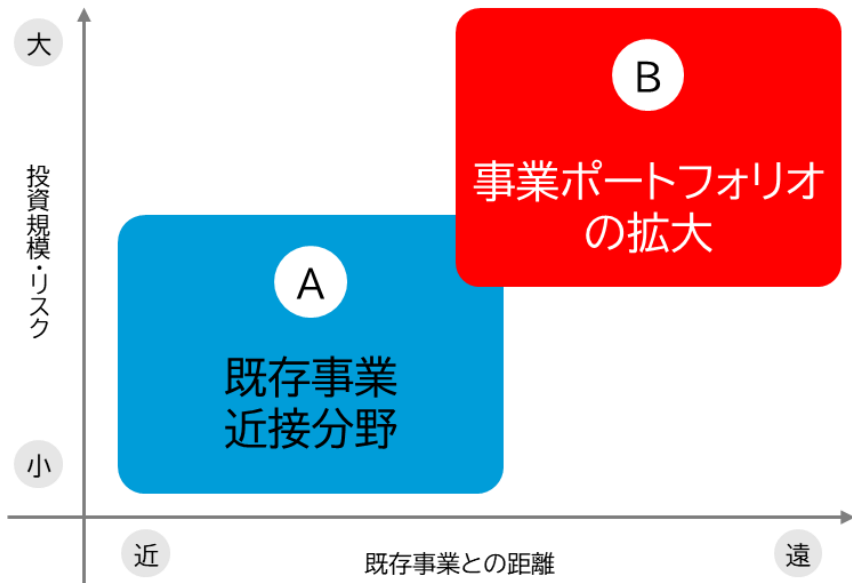 大
投資規模・リスク
小
B
事業ポートフォリオ
の拡大
A
既存事業
近接分野
近
既存事業との距離
遠